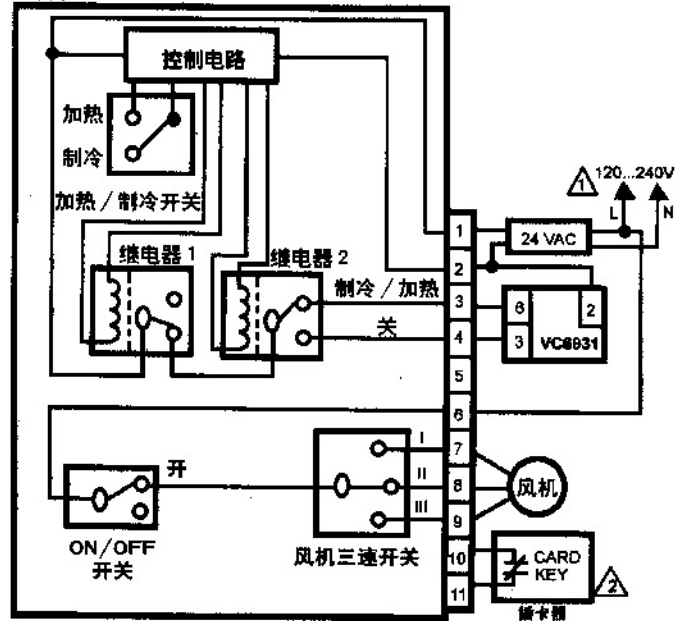 控制电路
加热
制冷
加热/制冷开关
继电器1
继电器2
制冷/加热
关
1
2
3
4
5
6
7
8
9
10
11
1 120...240V
L N
24 VAC
6 2
3 VC6931
开
I
II
III
ON/OFF
开关
风机三速开关
风机
CARD
KEY
2
插卡器